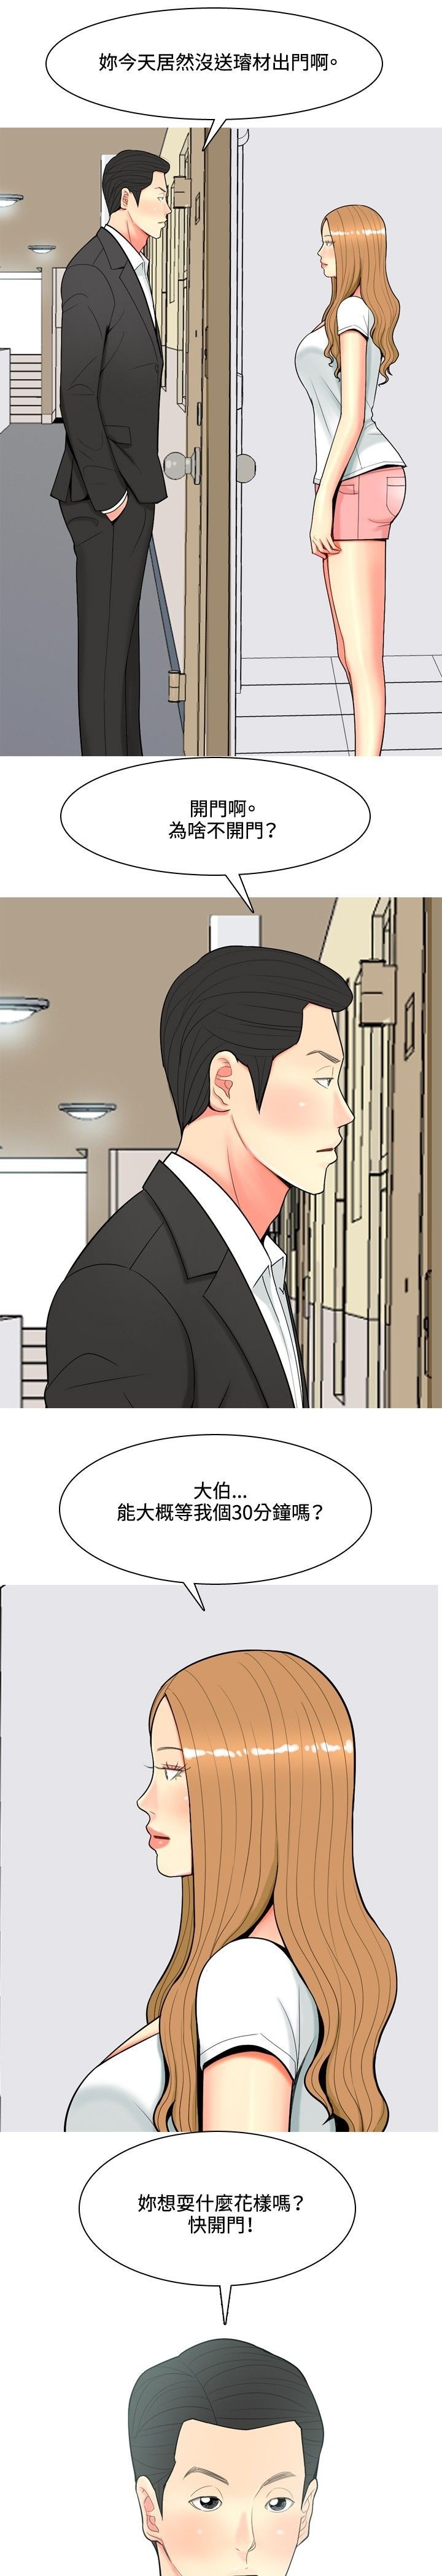 妳今天居然沒送璿材出門啊。
開門啊。
為啥不開門？
大伯...
能大概等我個30分鐘嗎？
妳想耍什麼花樣嗎？
快開門！